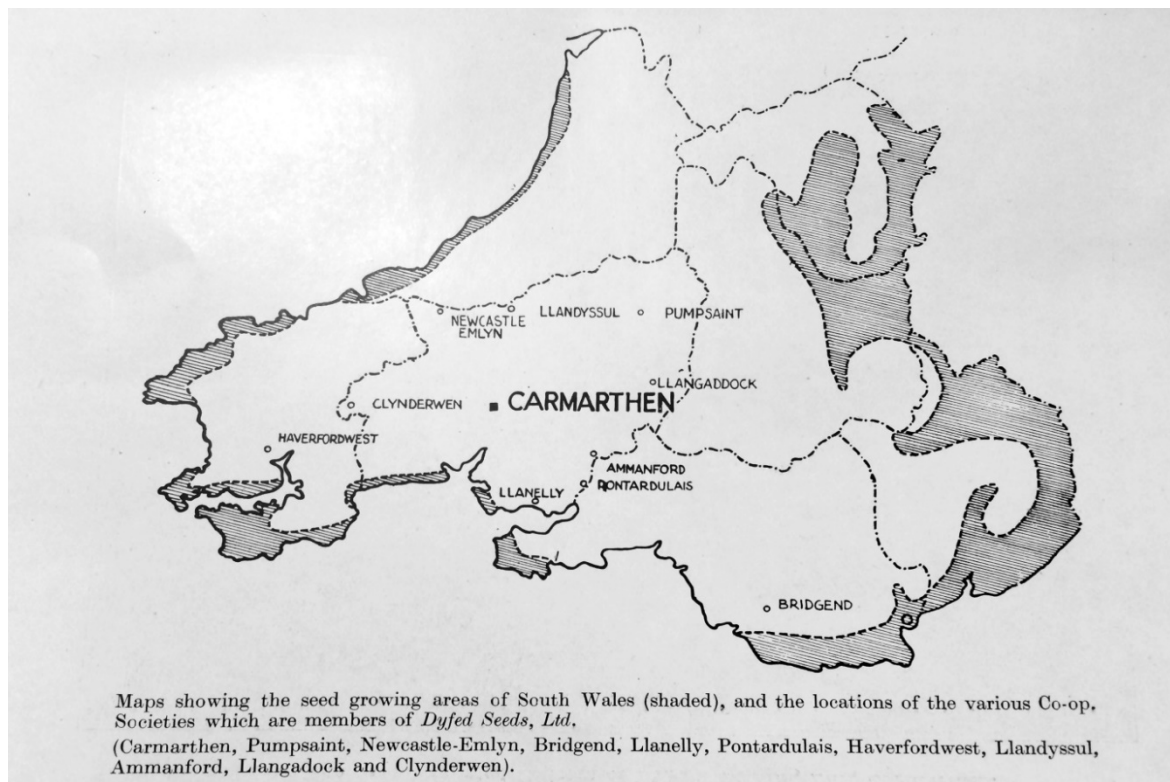 NEWCASTLE
EMLYN
LLANDYSSUL
PUMPSAINT
LLANGADDOCK
CLYNDERWEN
CARMARTHEN
HAVERFORDWEST
AMMANFORD
PONTARDULAIS
LLANELLY
BRIDGEND
Maps showing the seed growing areas of South Wales (shaded), and the locations of the various Co-op.
Societies which are members of Dyfed Seeds, Ltd.
(Carmarthen, Pumpsaint, Newcastle-Emlyn, Bridgend, Llanelly, Pontardulais, Haverfordwest, Llandyssul,
Ammanford, Llangadock and Clynderwen).